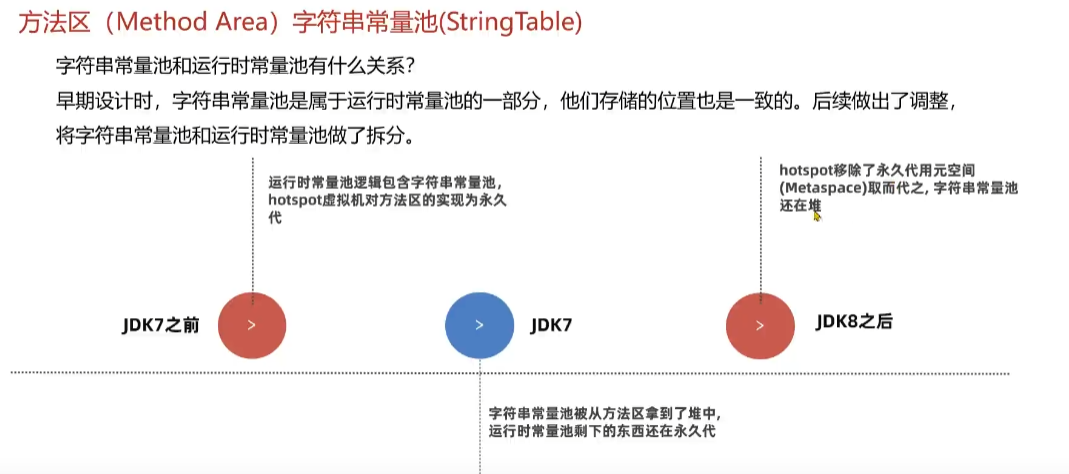 方法区（Method Area）字符串常量池(StringTable)
字符串常量池和运行时常量池有什么关系？
早期设计时，字符串常量池是属于运行时常量池的一部分，他们存储的位置也是一致的。后续做出了调整，
将字符串常量池和运行时常量池做了拆分。
运行时常量池逻辑包含字符串常量池，
hotspot虚拟机对方法区的实现为永久
代
hotspot移除了永久代用元空间
(Metaspace)取而代之, 字符串常量池
还在堆
JDK7之前
>
>
JDK7
>
JDK8之后
字符串常量池被从方法区拿到了堆中,
运行时常量池剩下的东西还在永久代